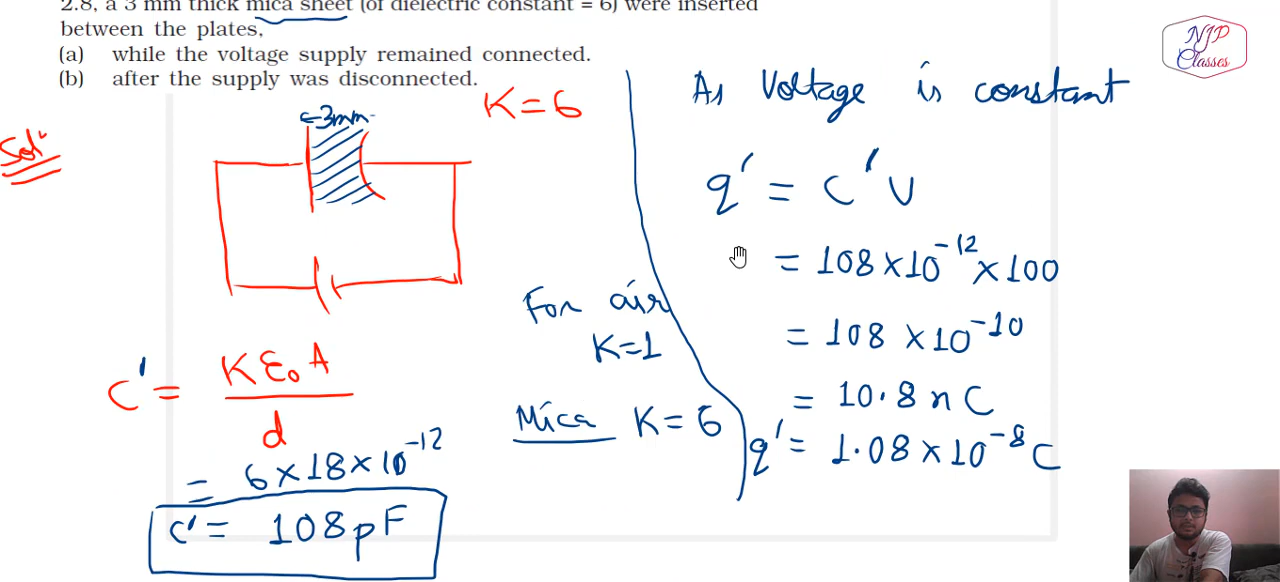 2.8, a 3 mm thick mica sheet (of dielectric constant = 6) were inserted
between the plates,
(a) while the voltage supply remained connected.
(b) after the supply was disconnected.
NJP
Classes
Solⁿ
3mm
K=6
C' = Kε₀A
d
= 6×18×10⁻¹²
C' = 108pF
For air
K=1
Mica K=6
As Voltage is constant
q' = C'V
= 108×10⁻¹²×100
= 108×10⁻¹⁰
= 10.8 nC
q' = 1.08×10⁻⁸C